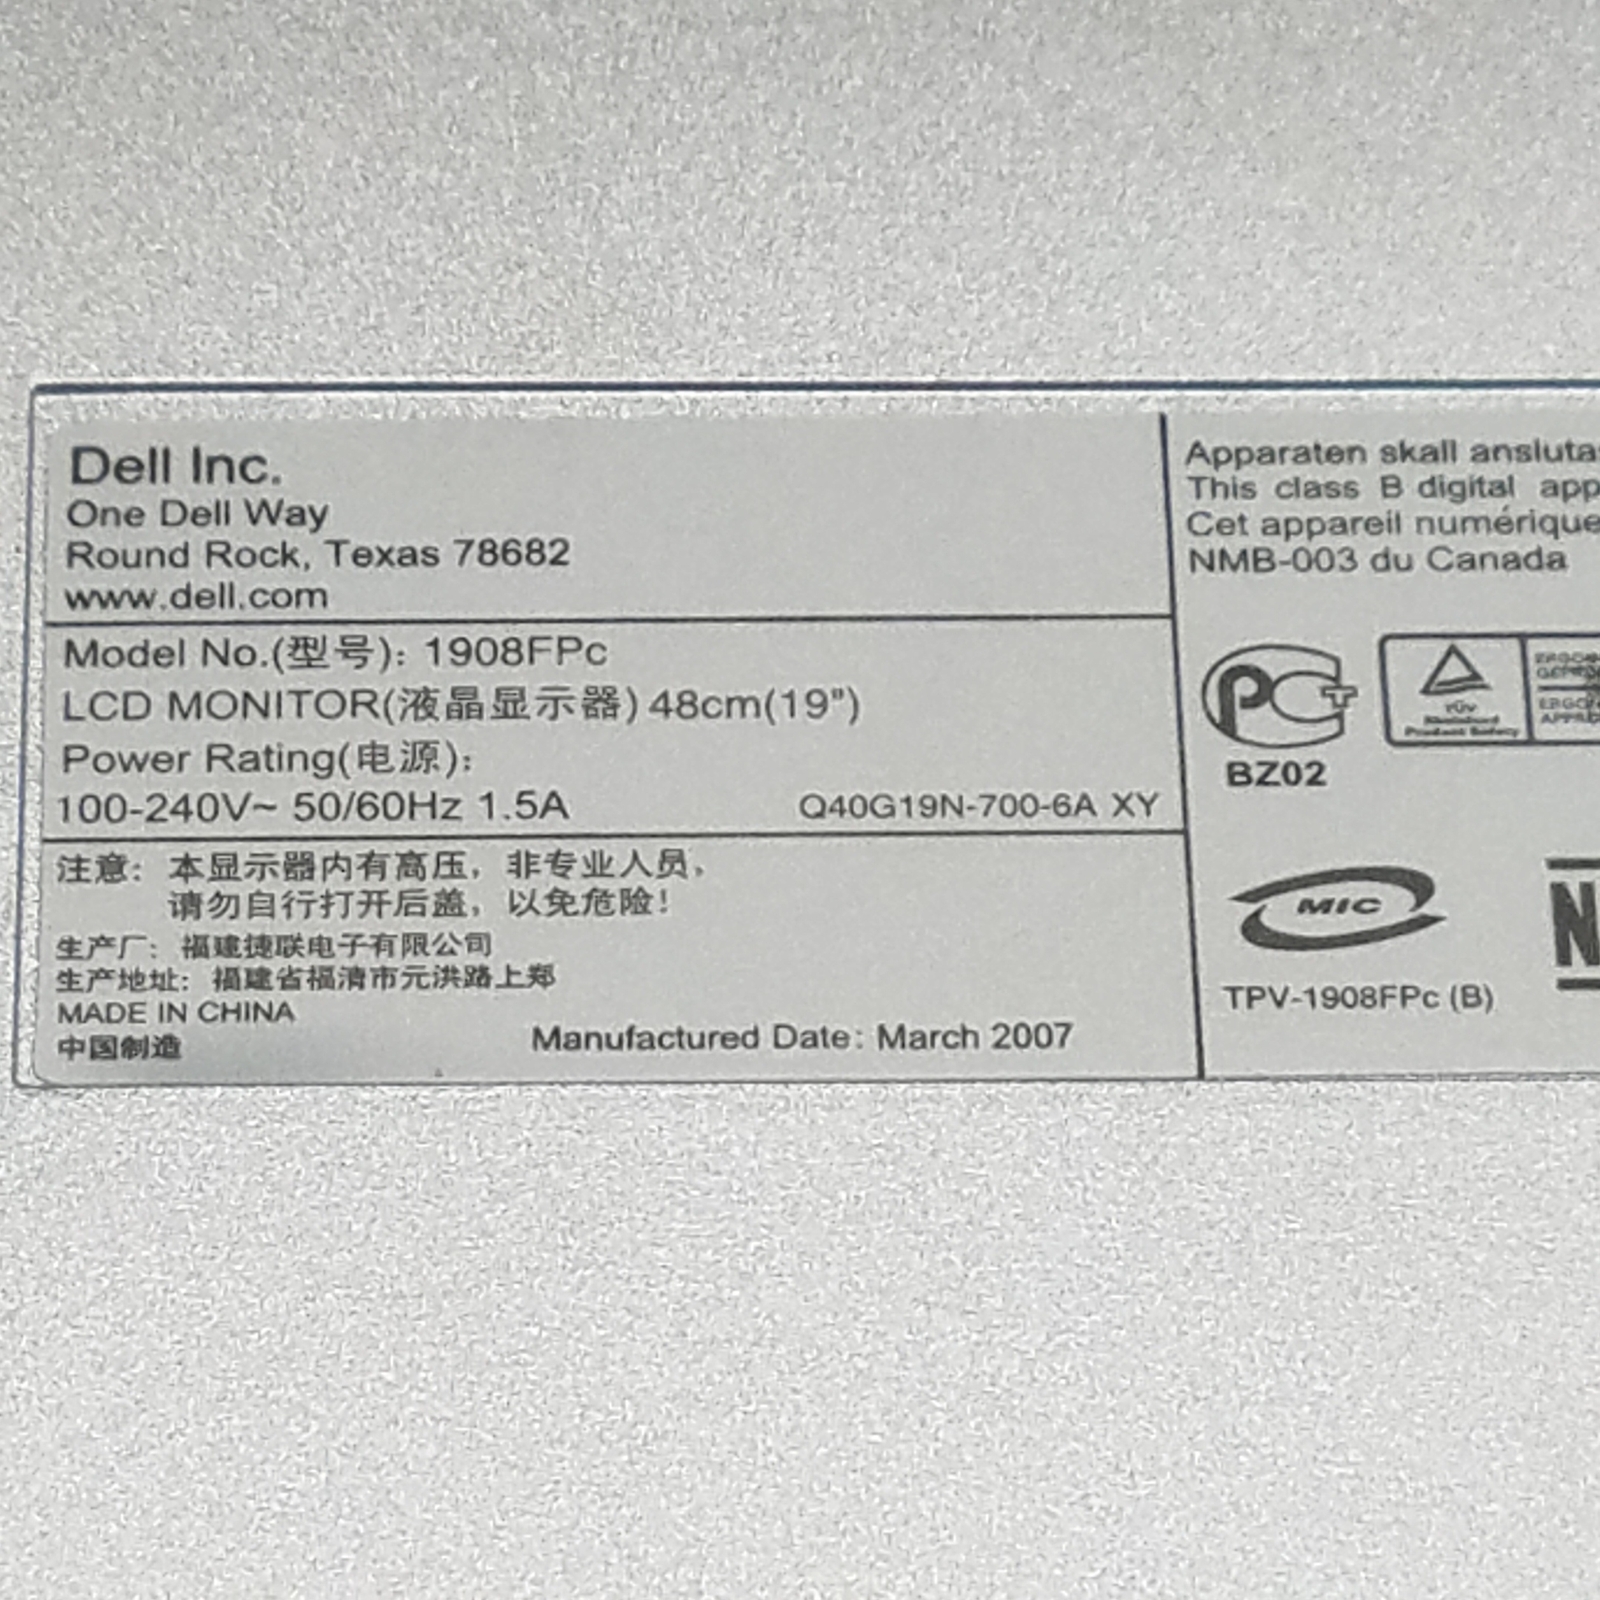 Dell Inc.
One Dell Way
Round Rock, Texas 78682
www.dell.com
Model No.(型号): 1908FPc
LCD MONITOR(液晶显示器) 48cm(19")
Power Rating(电源):
100-240V~ 50/60Hz 1.5A
Q40G19N-700-6A XY
注意: 本显示器内有高压, 非专业人员,
请勿自行打开后盖, 以免危险!
生产厂: 福建捷联电子有限公司
生产地址: 福建省福清市元洪路上郑
MADE IN CHINA
中国制造
Manufactured Date: March 2007
Apparaten skall anslutas
This class B digital app
Cet appareil numérique
NMB-003 du Canada
PCT
BZ02
TÜV
Rheinland
Product Safety
MIC
N
TPV-1908FPc (B)